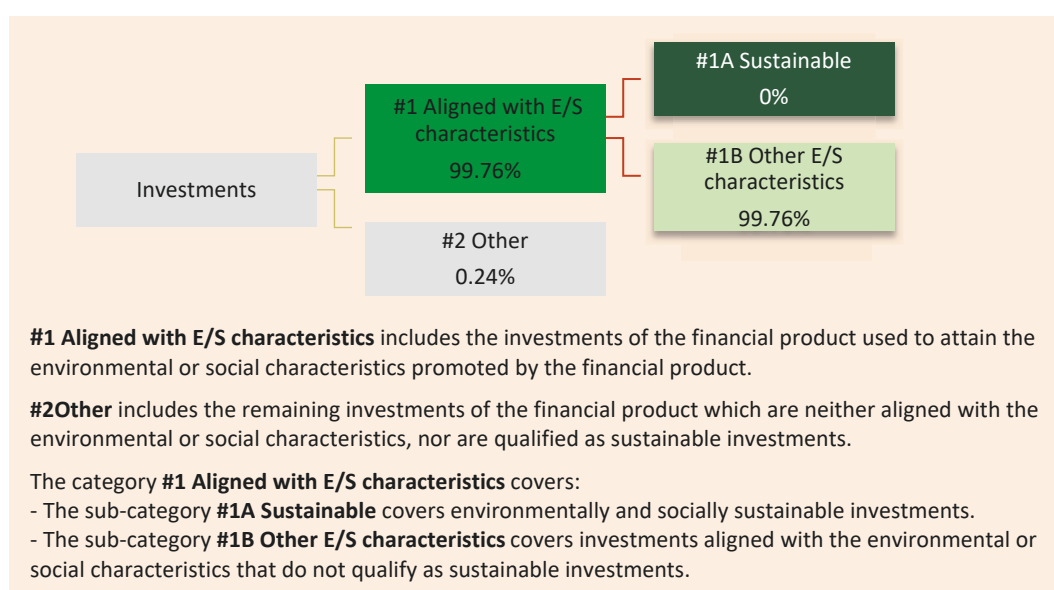 #1A Sustainable
0%
#1 Aligned with E/S
characteristics
99.76%
#1B Other E/S
characteristics
99.76%
Investments
#2 Other
0.24%
#1 Aligned with E/S characteristics includes the investments of the financial product used to attain the
environmental or social characteristics promoted by the financial product.
#2Other includes the remaining investments of the financial product which are neither aligned with the
environmental or social characteristics, nor are qualified as sustainable investments.
The category #1 Aligned with E/S characteristics covers:
- The sub-category #1A Sustainable covers environmentally and socially sustainable investments.
- The sub-category #1B Other E/S characteristics covers investments aligned with the environmental or
social characteristics that do not qualify as sustainable investments.